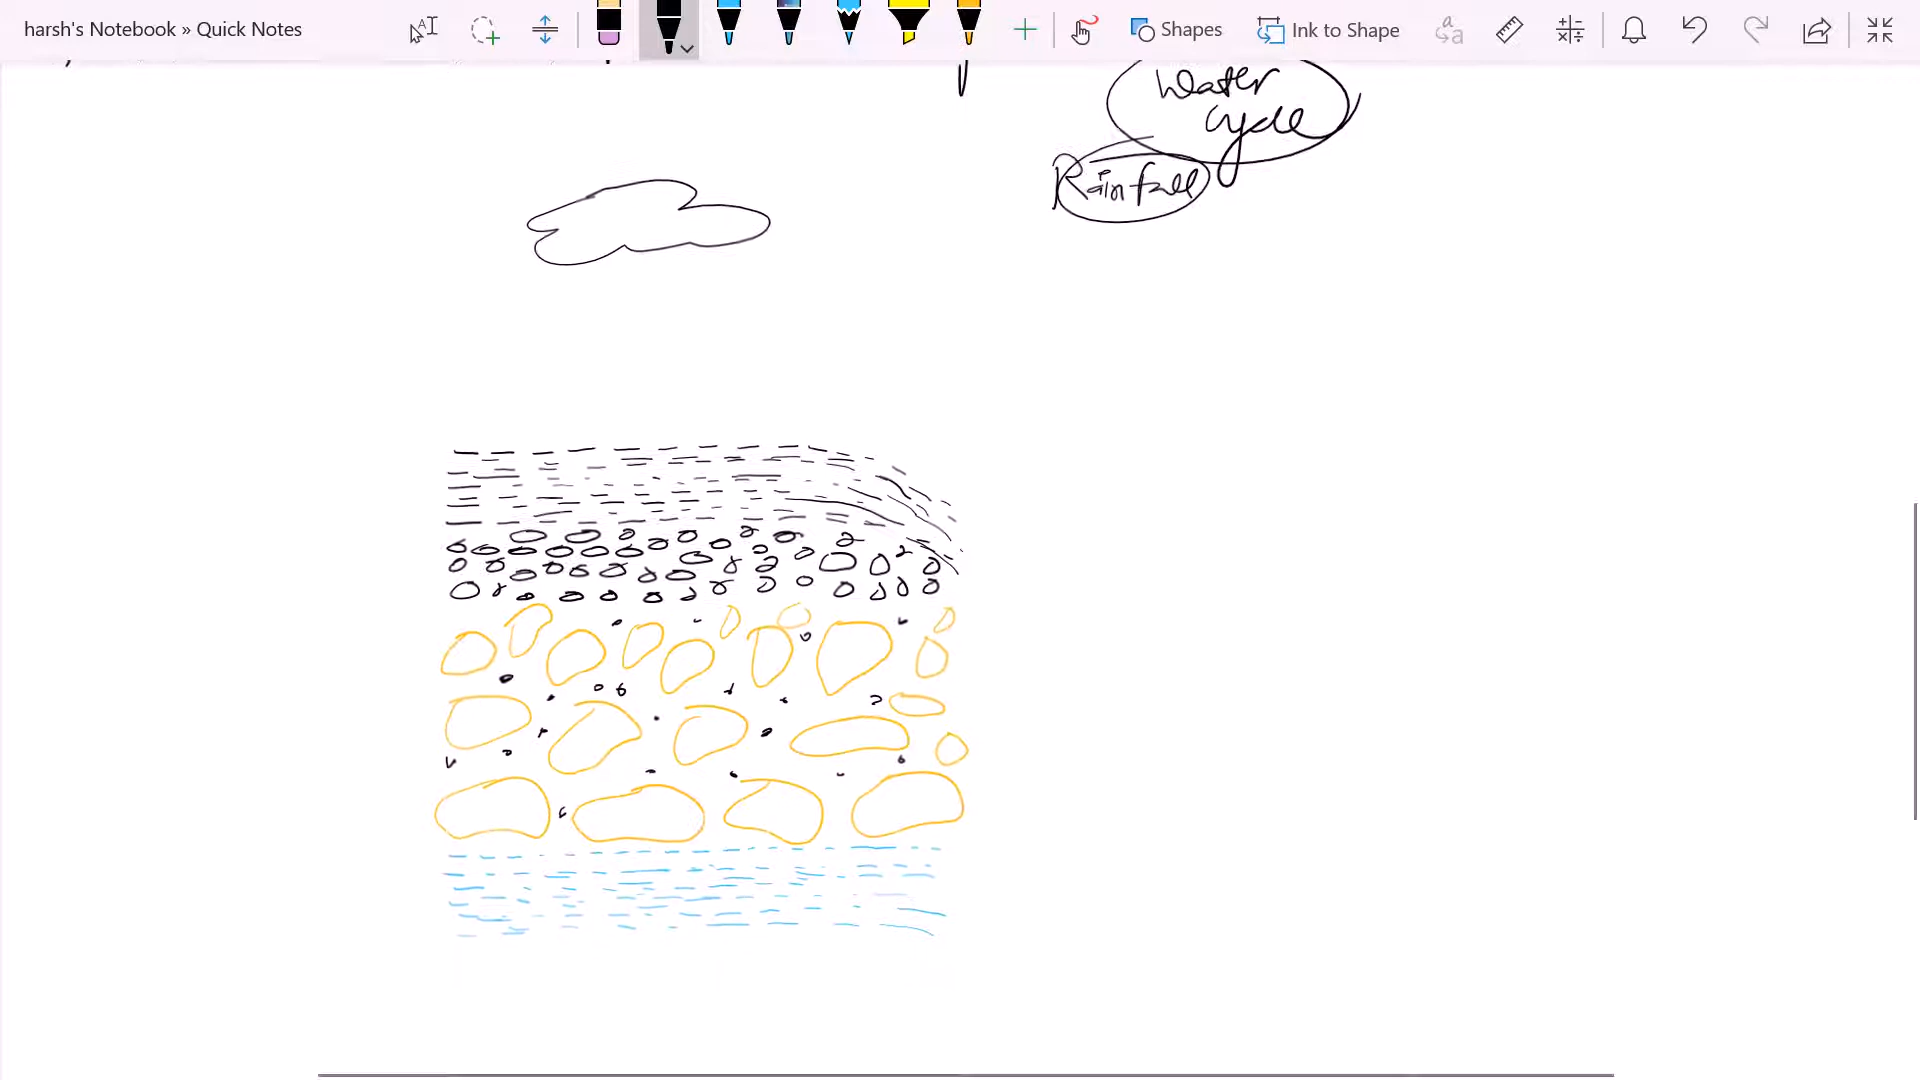 harsh's Notebook » Quick Notes
Shapes
Ink to Shape
Water
Cycle
Rainfall